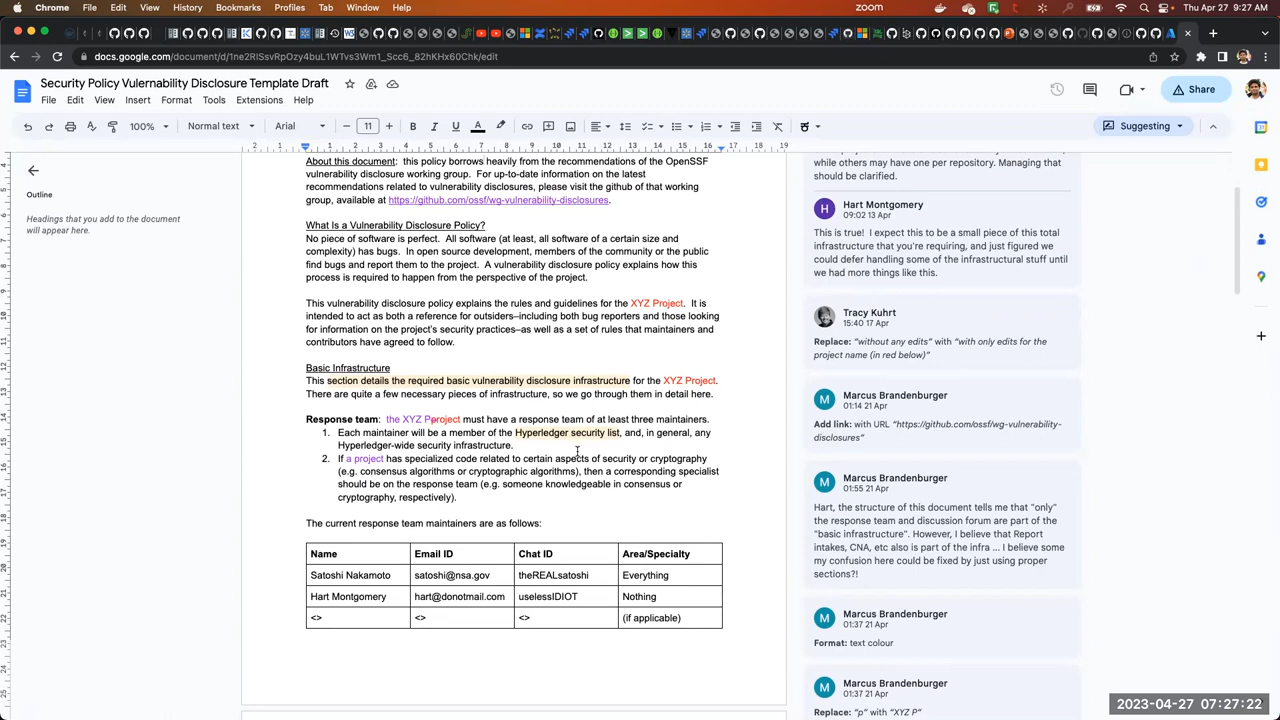 Chrome File Edit View History Bookmarks Profiles Tab Window Help
Thu 27 Apr 9:27 AM
docs.google.com/document/d/1ne2RlSsvRpOzy4buL1WTvs3Wm1_Scc6_82hKHx60Chk/edit
Security Policy Vulernability Disclosure Template Draft
File Edit View Insert Format Tools Extensions Help
Share
100% Normal text Arial 11
Suggesting
2 1 1 2 3 4 5 6 7 8 9 10 11 12 13 14 15 16 17 18 19
Outline
Headings that you add to the document
will appear here.
About this document: this policy borrows heavily from the recommendations of the OpenSSF
vulnerability disclosure working group. For up-to-date information on the latest
recommendations related to vulnerability disclosures, please visit the github of that working
group, available at https://github.com/ossf/wg-vulnerability-disclosures.
What Is a Vulnerability Disclosure Policy?
No piece of software is perfect. All software (at least, all software of a certain size and
complexity) has bugs. In open source development, members of the community or the public
find bugs and report them to the project. A vulnerability disclosure policy explains how this
process is required to happen from the perspective of the project.
This vulnerability disclosure policy explains the rules and guidelines for the XYZ Project. It is
intended to act as both a reference for outsiders–including both bug reporters and those looking
for information on the project's security practices–as well as a set of rules that maintainers and
contributors have agreed to follow.
Basic Infrastructure
This section details the required basic vulnerability disclosure infrastructure for the XYZ Project.
There are quite a few necessary pieces of infrastructure, so we go through them in detail here.
Response team: the XYZ Pproject must have a response team of at least three maintainers.
1. Each maintainer will be a member of the Hyperledger security list, and, in general, any
Hyperledger-wide security infrastructure.
2. If a project has specialized code related to certain aspects of security or cryptography
(e.g. consensus algorithms or cryptographic algorithms), then a corresponding specialist
should be on the response team (e.g. someone knowledgeable in consensus or
cryptography, respectively).
The current response team maintainers are as follows:
Name Email ID Chat ID Area/Specialty
Satoshi Nakamoto satoshi@nsa.gov theREALsatoshi Everything
Hart Montgomery hart@donotmail.com uselessIDIOT Nothing
<> <> <> (if applicable)
while others may have one per repository. Managing that
should be clarified.
H Hart Montgomery
09:02 13 Apr
This is true! I expect this to be a small piece of this total
infrastructure that you're requiring, and just figured we
could defer handling some of the infrastructural stuff until
we had more things like this.
Tracy Kuhrt
15:40 17 Apr
Replace: "without any edits" with "with only edits for the
project name (in red below)"
M Marcus Brandenburger
01:14 21 Apr
Add link: with URL "https://github.com/ossf/wg-vulnerability-
disclosures"
M Marcus Brandenburger
01:55 21 Apr
Hart, the structure of this document tells me that "only"
the response team and discussion forum are part of the
"basic infrastructure". However, I believe that Report
intakes, CNA, etc also is part of the infra ... I believe some
my confusion here could be fixed by just using proper
sections?!
M Marcus Brandenburger
01:37 21 Apr
Format: text colour
M Marcus Brandenburger
01:37 21 Apr
Replace: "p" with "XYZ P"
2023-04-27 07:27:22